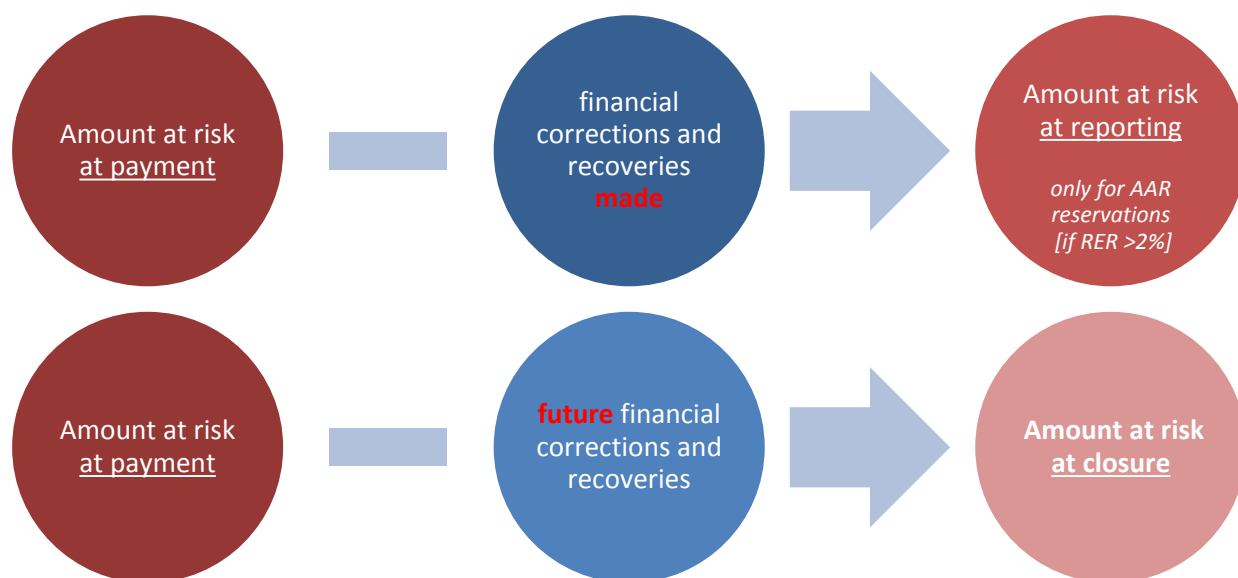 Amount at risk
at payment
financial
corrections and
recoveries
made
Amount at risk
at reporting
only for AAR
reservations
[if RER >2%]
Amount at risk
at payment
future financial
corrections and
recoveries
Amount at risk
at closure